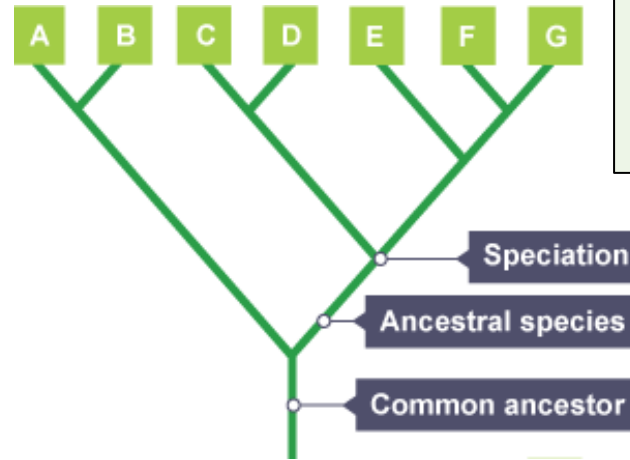 A B C D E F G
Speciation
Ancestral species
Common ancestor